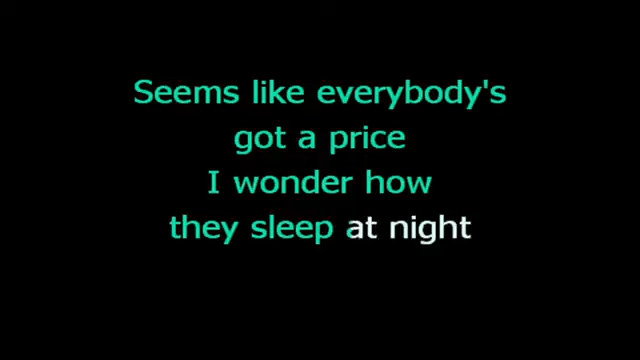 Seems like everybody's
got a price
I wonder how
they sleep at night